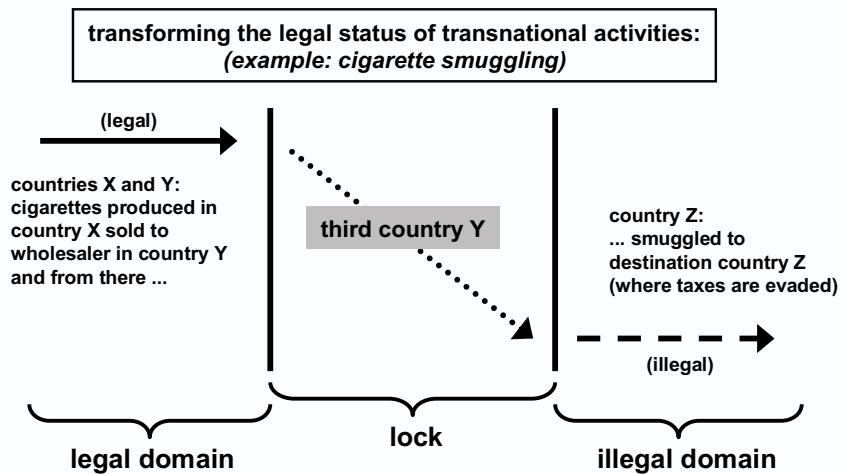 transforming the legal status of transnational activities:
(example: cigarette smuggling)
(legal)
countries X and Y:
cigarettes produced in
country X sold to
wholesaler in country Y
and from there ...
third country Y
country Z:
... smuggled to
destination country Z
(where taxes are evaded)
(illegal)
legal domain
lock
illegal domain